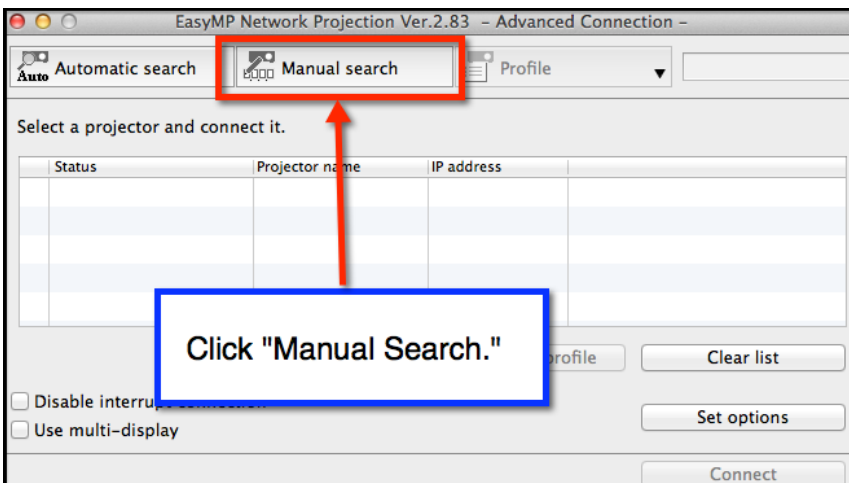 EasyMP Network Projection Ver.2.83 – Advanced Connection –
Auto Automatic search Manual search Profile
Select a projector and connect it.
Status Projector name IP address
Click "Manual Search."
profile Clear list
Disable interrupt connection
Set options
Use multi-display
Connect